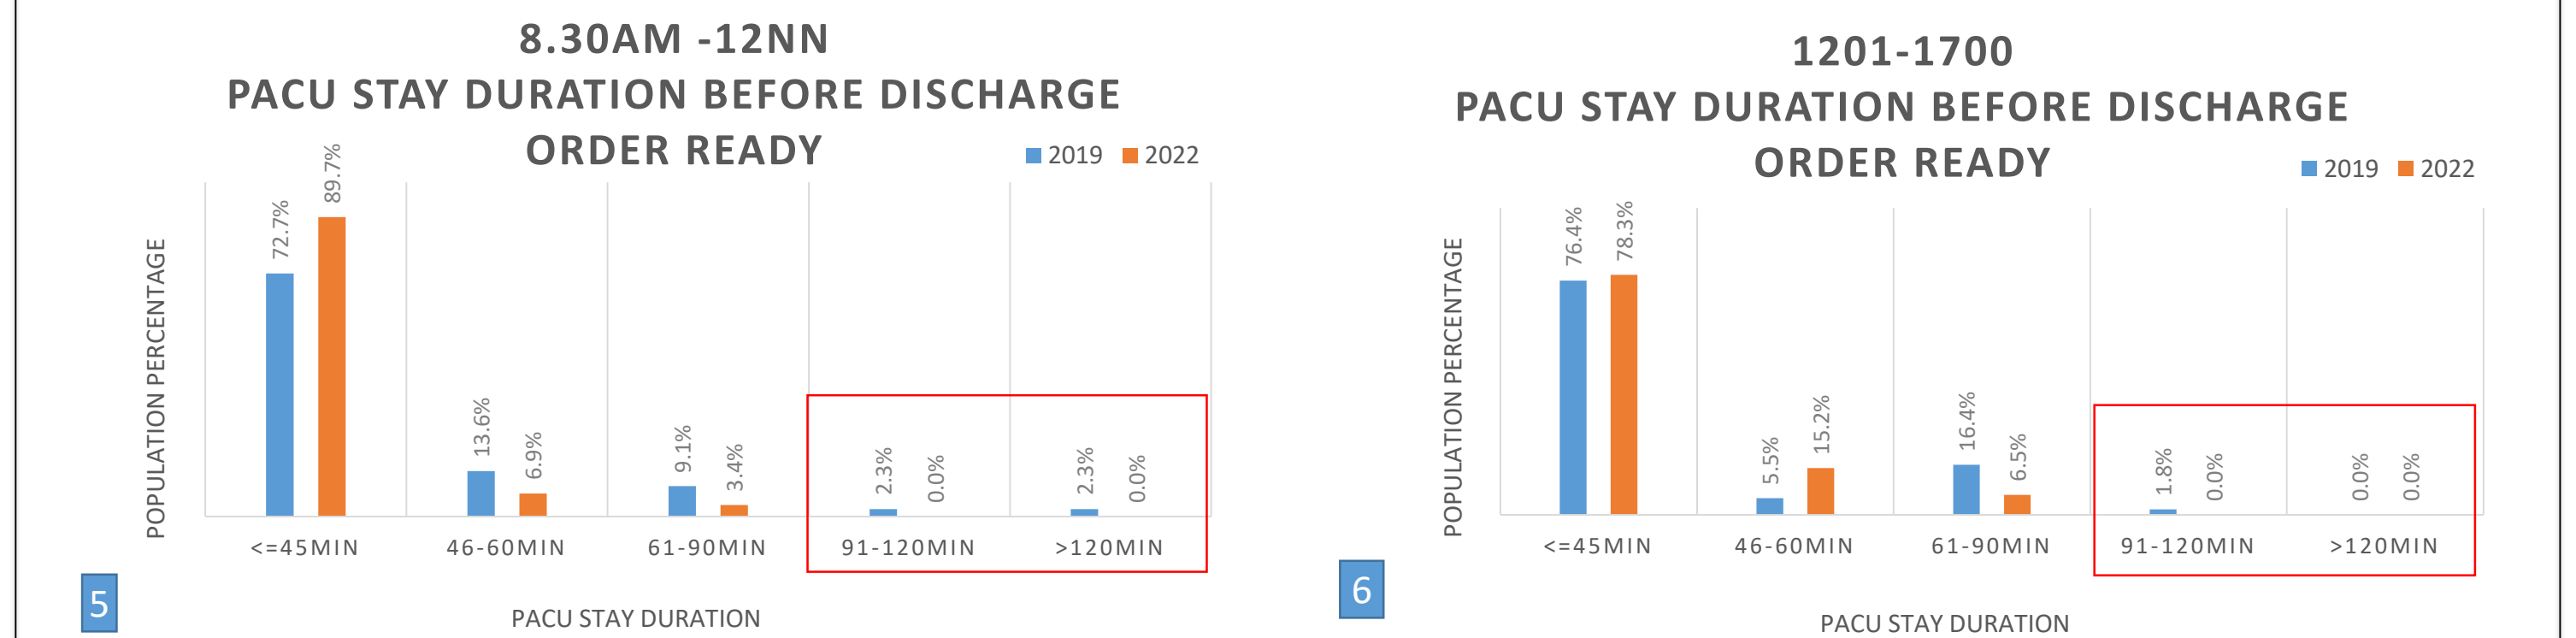 8.30AM -12NN
PACU STAY DURATION BEFORE DISCHARGE
ORDER READY
2019 2022
POPULATION PERCENTAGE
72.7% 89.7% 13.6% 6.9% 9.1% 3.4% 2.3% 0.0% 2.3% 0.0%
<=45MIN 46-60MIN 61-90MIN 91-120MIN >120MIN
PACU STAY DURATION
5
1201-1700
PACU STAY DURATION BEFORE DISCHARGE
ORDER READY
2019 2022
POPULATION PERCENTAGE
76.4% 78.3% 5.5% 15.2% 16.4% 6.5% 1.8% 0.0% 0.0% 0.0%
<=45MIN 46-60MIN 61-90MIN 91-120MIN >120MIN
PACU STAY DURATION
6